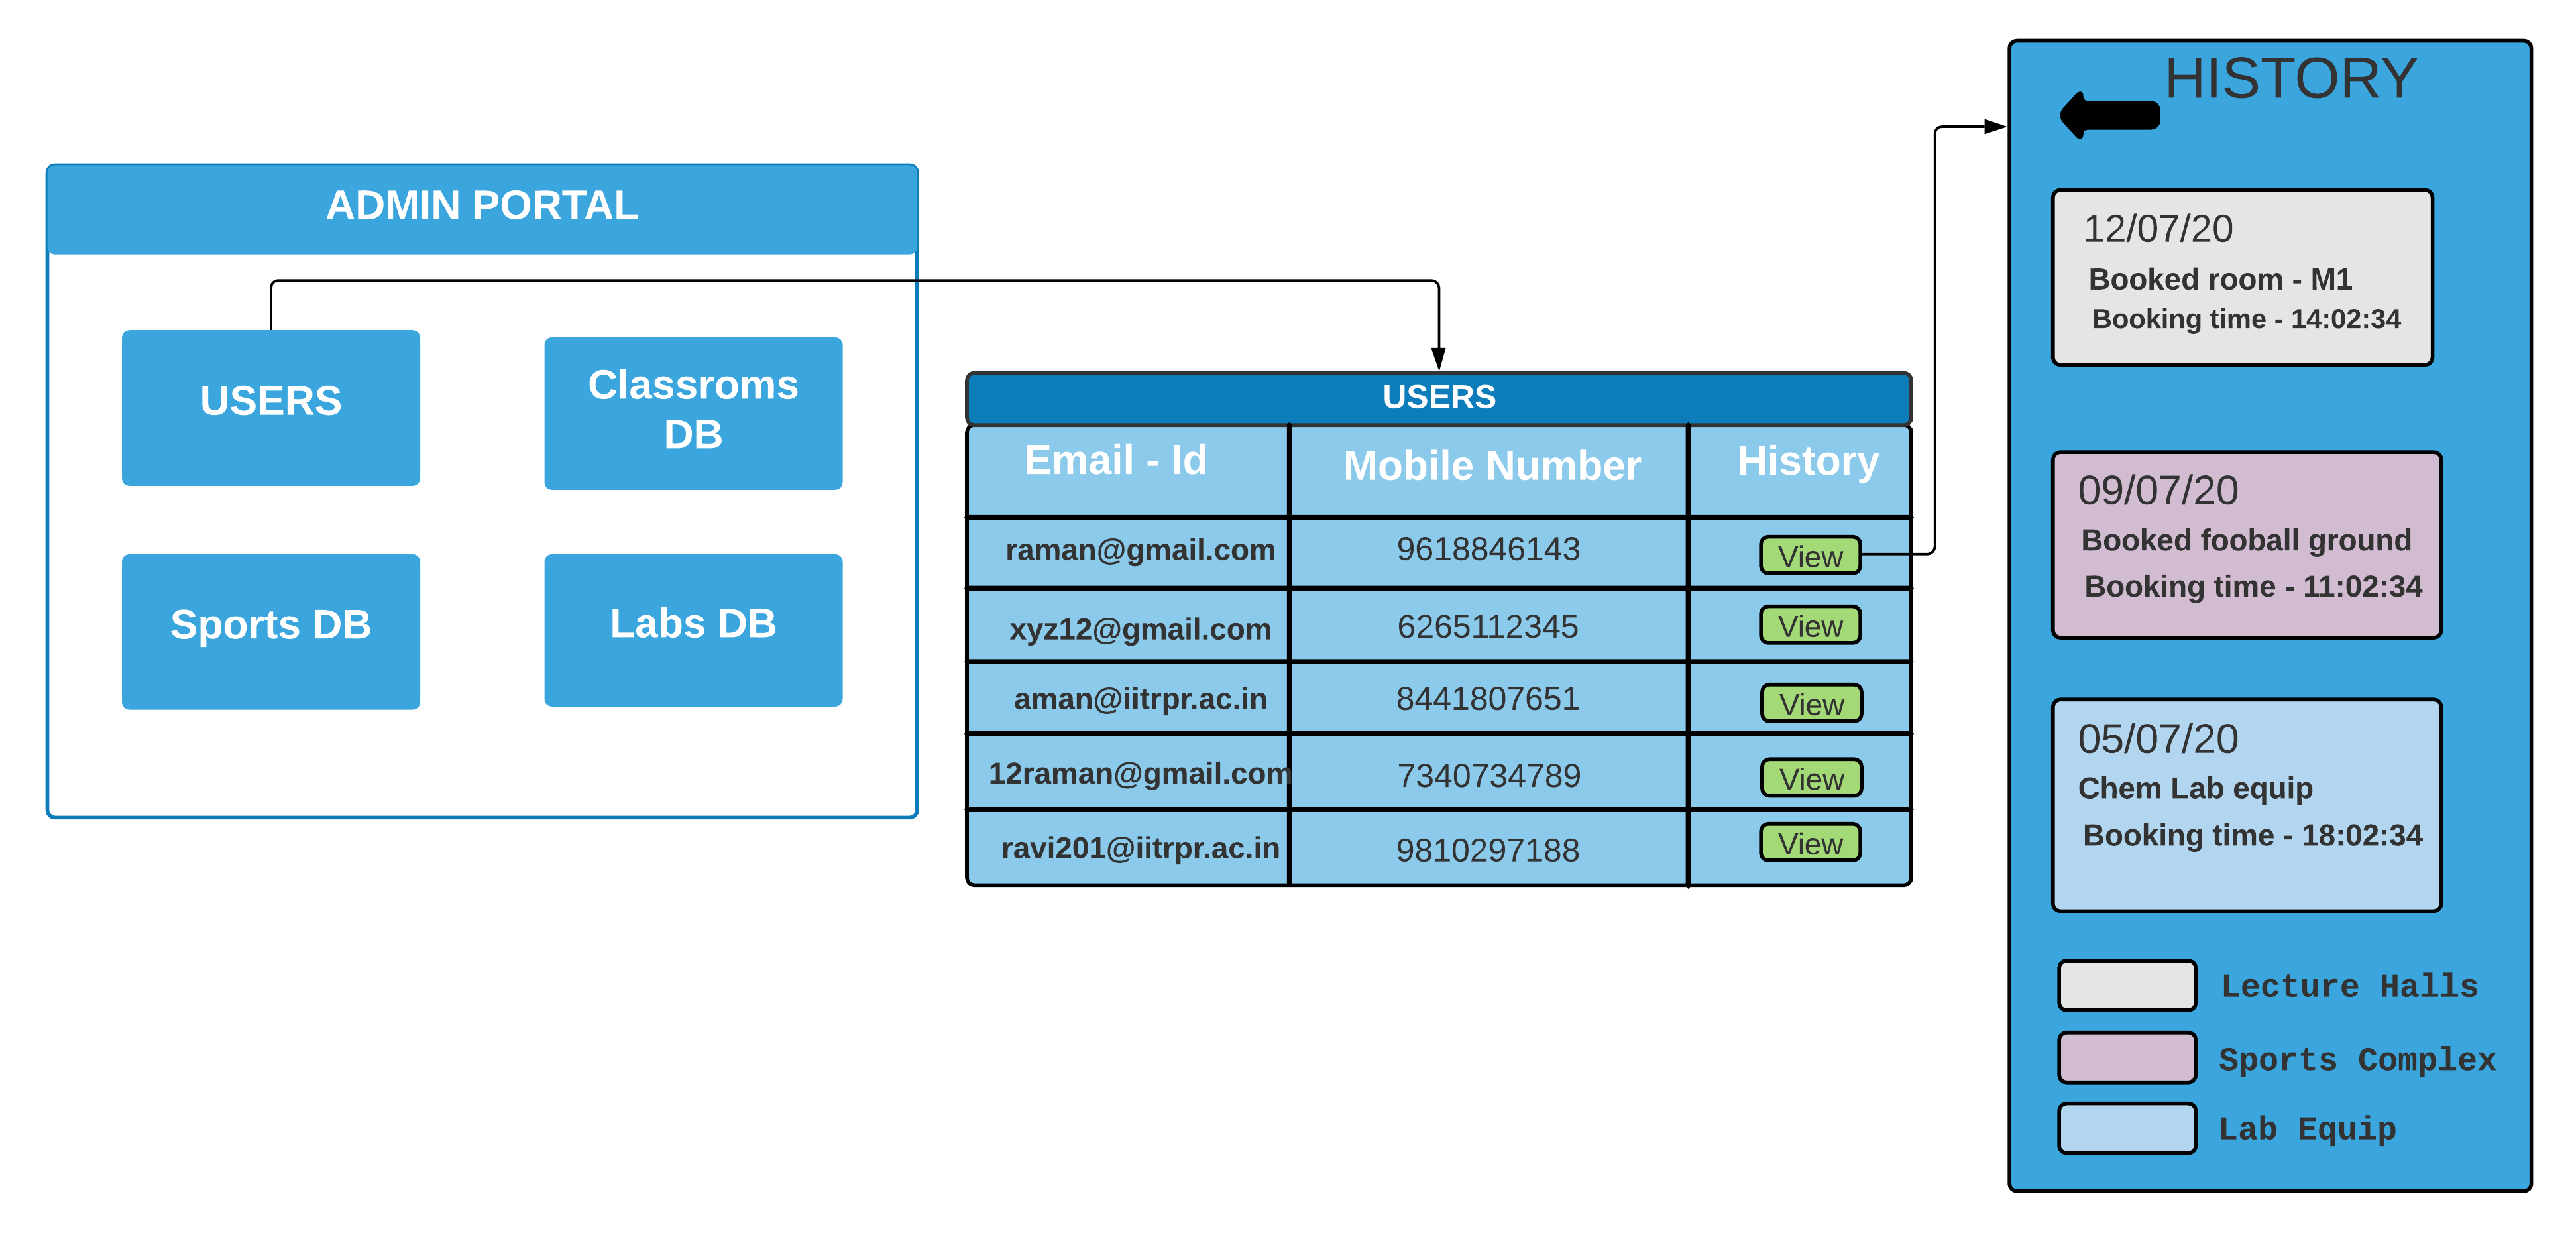 ADMIN PORTAL
USERS
Classroms
DB
Sports DB
Labs DB
USERS
Email - Id
Mobile Number
History
raman@gmail.com
9618846143
View
xyz12@gmail.com
6265112345
View
aman@iitrpr.ac.in
8441807651
View
12raman@gmail.com
7340734789
View
ravi201@iitrpr.ac.in
9810297188
View
HISTORY
12/07/20
Booked room - M1
Booking time - 14:02:34
09/07/20
Booked fooball ground
Booking time - 11:02:34
05/07/20
Chem Lab equip
Booking time - 18:02:34
Lecture Halls
Sports Complex
Lab Equip